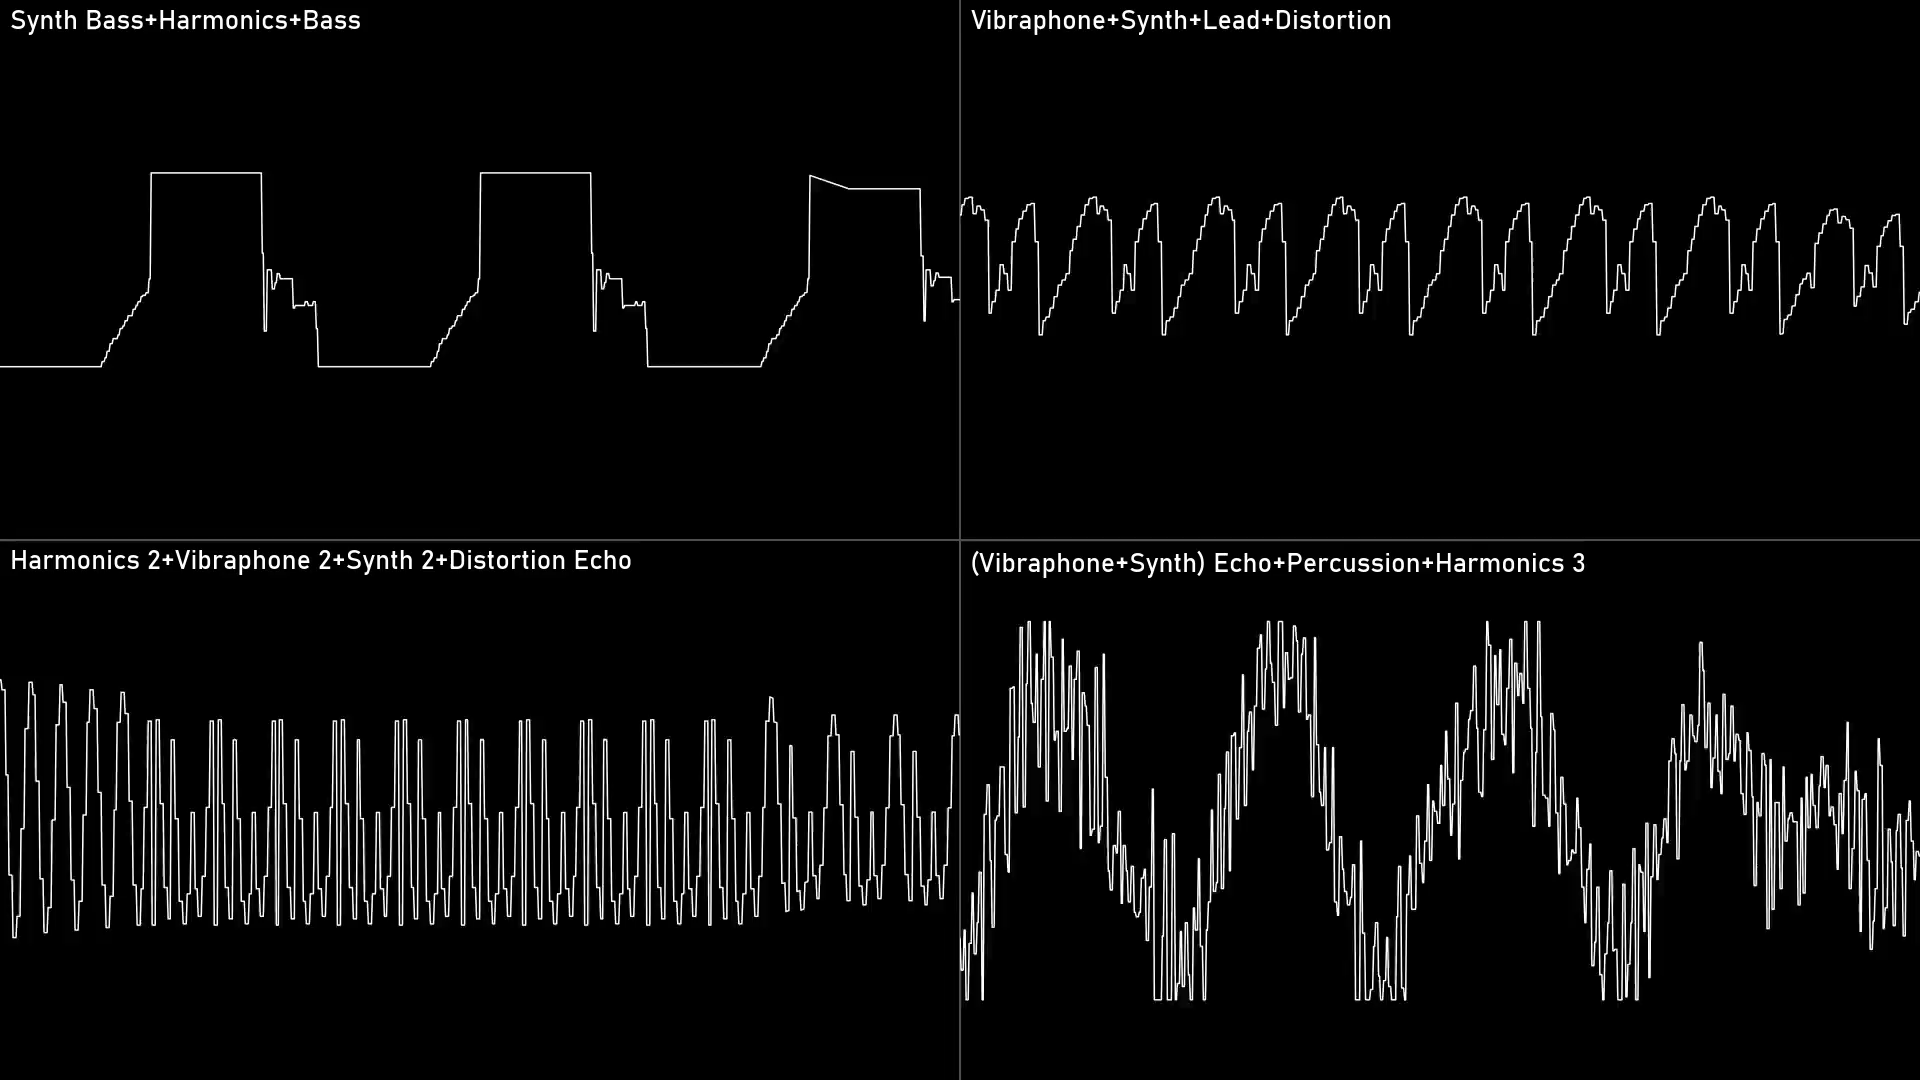 Synth Bass+Harmonics+Bass
Vibraphone+Synth+Lead+Distortion
Harmonics 2+Vibraphone 2+Synth 2+Distortion Echo
(Vibraphone+Synth) Echo+Percussion+Harmonics 3